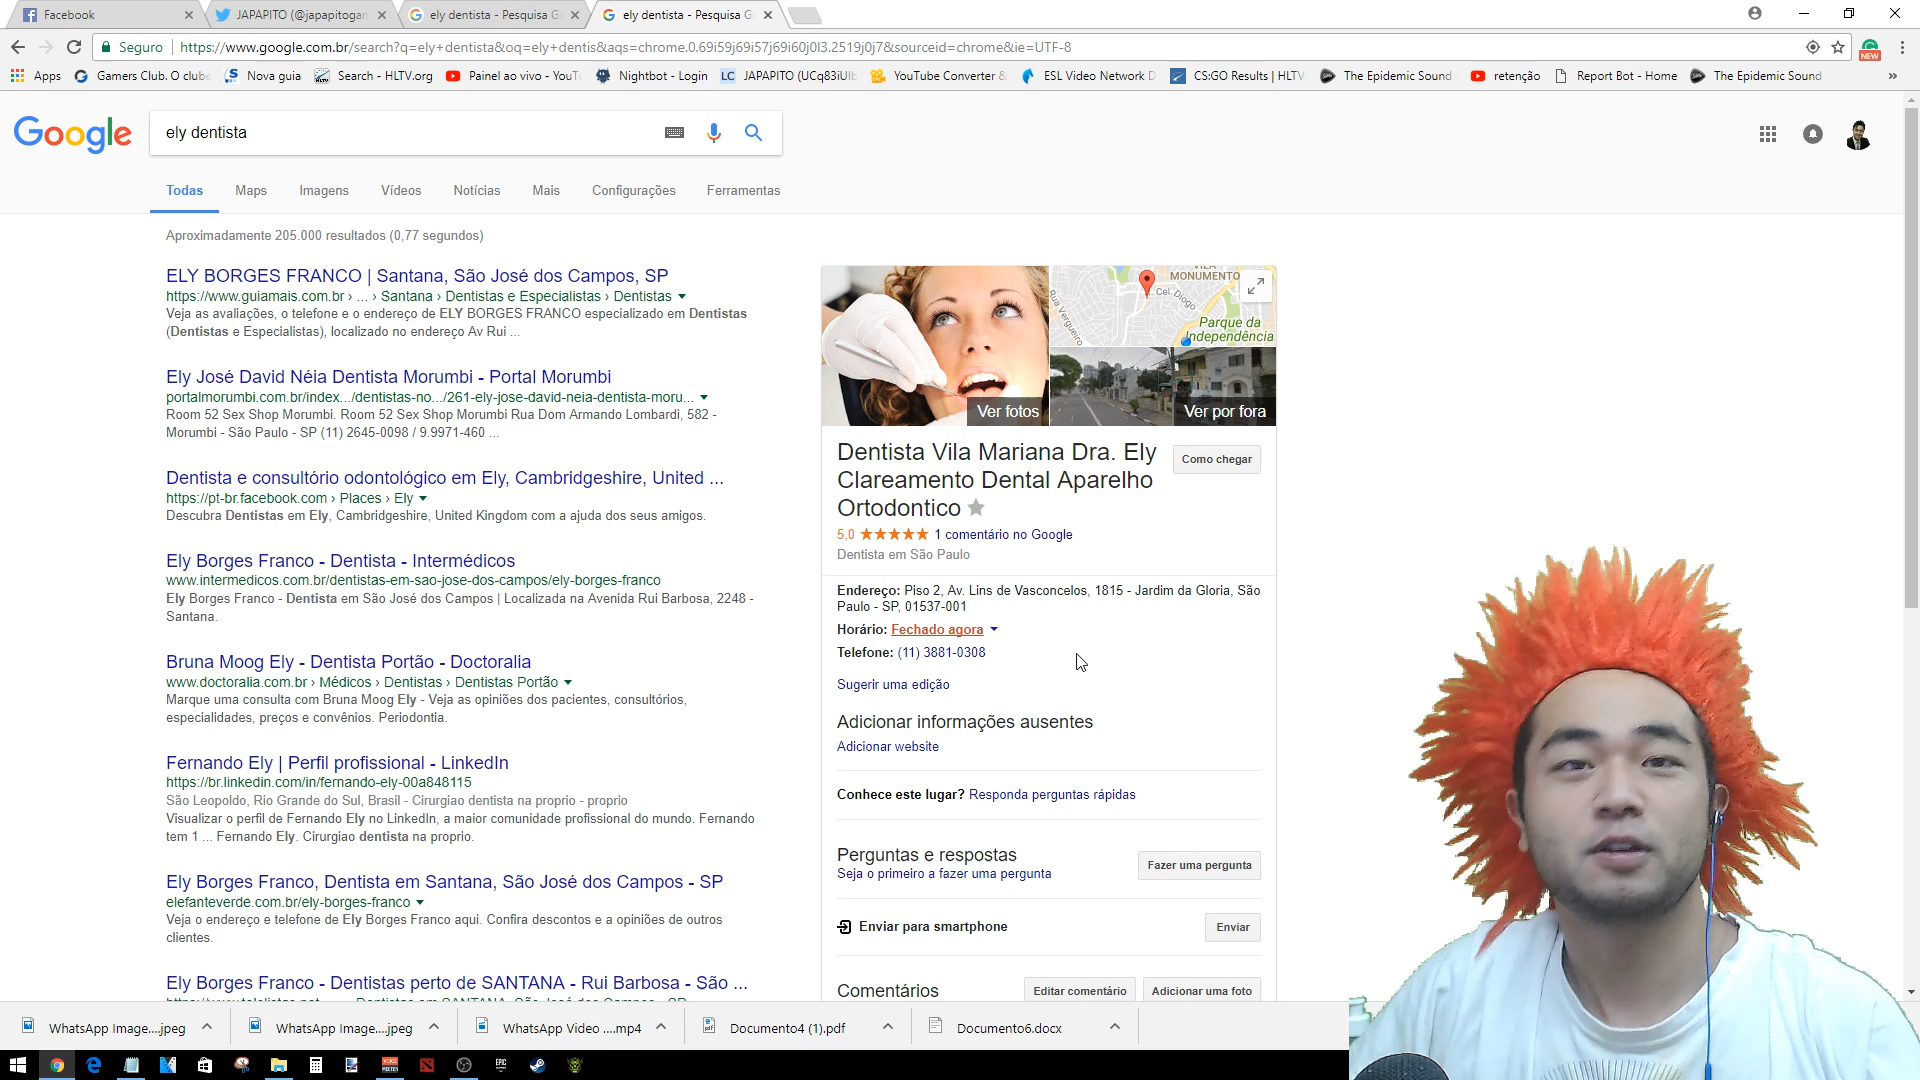 Facebook
JAPAPITO (@japapitogam
ely dentista - Pesquisa G
ely dentista - Pesquisa G
Seguro
https://www.google.com.br/search?q=ely+dentista&oq=ely+dentis&aqs=chrome.0.69i59j69i57j69i60j0l3.2519j0j7&sourceid=chrome&ie=UTF-8
NEW
Apps
Gamers Club. O clube
Nova guia
Search - HLTV.org
Painel ao vivo - YouTu
Nightbot - Login
LC JAPAPITO (UCq83iUIb
YouTube Converter &
ESL Video Network D
CS:GO Results | HLTV
The Epidemic Sound
retenção
Report Bot - Home
The Epidemic Sound
Google
ely dentista
Todas
Maps
Imagens
Vídeos
Notícias
Mais
Configurações
Ferramentas
Aproximadamente 205.000 resultados (0,77 segundos)
ELY BORGES FRANCO | Santana, São José dos Campos, SP
https://www.guiamais.com.br › ... › Santana › Dentistas e Especialistas › Dentistas
Veja as avaliações, o telefone e o endereço de ELY BORGES FRANCO especializado em Dentistas
(Dentistas e Especialistas), localizado no endereço Av Rui ...
Ely José David Néia Dentista Morumbi - Portal Morumbi
portalmorumbi.com.br/index.../dentistas-no.../261-ely-jose-david-neia-dentista-moru...
Room 52 Sex Shop Morumbi. Room 52 Sex Shop Morumbi Rua Dom Armando Lombardi, 582 -
Morumbi - São Paulo - SP (11) 2645-0098 / 9.9971-460 ...
Dentista e consultório odontológico em Ely, Cambridgeshire, United ...
https://pt-br.facebook.com › Places › Ely
Descubra Dentistas em Ely, Cambridgeshire, United Kingdom com a ajuda dos seus amigos.
Ely Borges Franco - Dentista - Intermédicos
www.intermedicos.com.br/dentistas-em-sao-jose-dos-campos/ely-borges-franco
Ely Borges Franco - Dentista em São José dos Campos | Localizada na Avenida Rui Barbosa, 2248 -
Santana.
Bruna Moog Ely - Dentista Portão - Doctoralia
www.doctoralia.com.br › Médicos › Dentistas › Dentistas Portão
Marque uma consulta com Bruna Moog Ely - Veja as opiniões dos pacientes, consultórios,
especialidades, preços e convênios. Periodontia.
Fernando Ely | Perfil profissional - LinkedIn
https://br.linkedin.com/in/fernando-ely-00a848115
São Leopoldo, Rio Grande do Sul, Brasil - Cirurgiao dentista na proprio - proprio
Visualizar o perfil de Fernando Ely no LinkedIn, a maior comunidade profissional do mundo. Fernando
tem 1 ... Fernando Ely. Cirurgiao dentista na proprio.
Ely Borges Franco, Dentista em Santana, São José dos Campos - SP
elefanteverde.com.br/ely-borges-franco
Veja o endereço e telefone de Ely Borges Franco aqui. Confira descontos e a opiniões de outros
clientes.
Ely Borges Franco - Dentistas perto de SANTANA - Rui Barbosa - São ...
MONUMENTO
Cel. Diogo
Rua Vergueiro
Parque da
Independência
Ver fotos
Ver por fora
Dentista Vila Mariana Dra. Ely
Clareamento Dental Aparelho
Ortodontico
Como chegar
5,0 ★★★★★ 1 comentário no Google
Dentista em São Paulo
Endereço: Piso 2, Av. Lins de Vasconcelos, 1815 - Jardim da Gloria, São
Paulo - SP, 01537-001
Horário: Fechado agora
Telefone: (11) 3881-0308
Sugerir uma edição
Adicionar informações ausentes
Adicionar website
Conhece este lugar? Responda perguntas rápidas
Perguntas e respostas
Seja o primeiro a fazer uma pergunta
Fazer uma pergunta
Enviar para smartphone
Enviar
Comentários
Editar comentário
Adicionar uma foto
WhatsApp Image....jpeg
WhatsApp Image....jpeg
WhatsApp Video ....mp4
Documento4 (1).pdf
Documento6.docx
EPIC